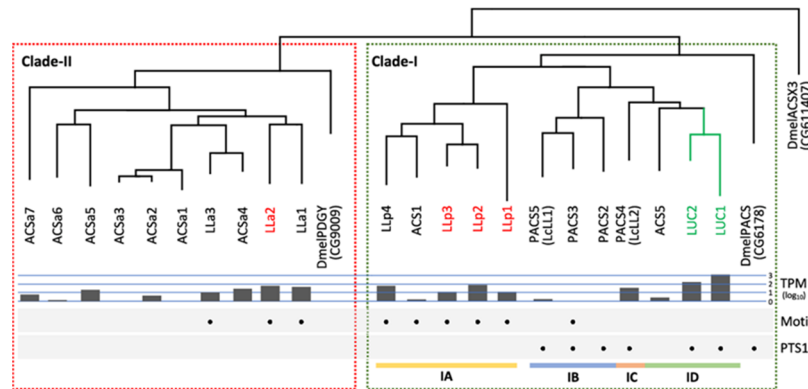 Clade-II
Clade-I
ACSa7
ACSa6
ACSa5
ACSa3
ACSa2
ACSa1
LLa3
ACSa4
LLa2
LLa1
DmelPDGY
(CG9009)
LLp4
ACS1
LLp3
LLp2
LLp1
PACS5
(LcLL1)
PACS3
PACS2
PACS4
(LcLL2)
ACS5
LUC2
LUC1
DmelPACS
(CG6178)
DmelACSX3
(CG611407)
3
2
1
0
TPM
(log10)
Moti
PTS1
IA
IB
IC
ID